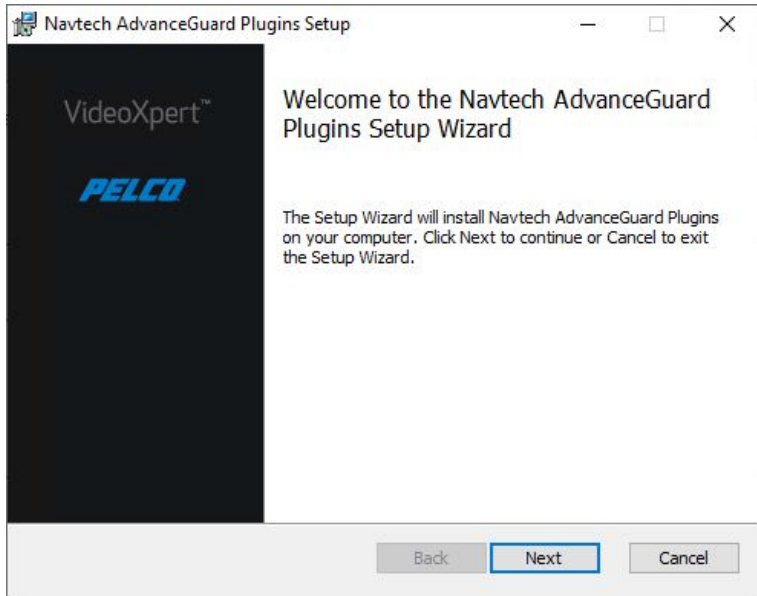 Navtech AdvanceGuard Plugins Setup
VideoXpert™
PELCO
Welcome to the Navtech AdvanceGuard
Plugins Setup Wizard
The Setup Wizard will install Navtech AdvanceGuard Plugins
on your computer. Click Next to continue or Cancel to exit
the Setup Wizard.
Back
Next
Cancel